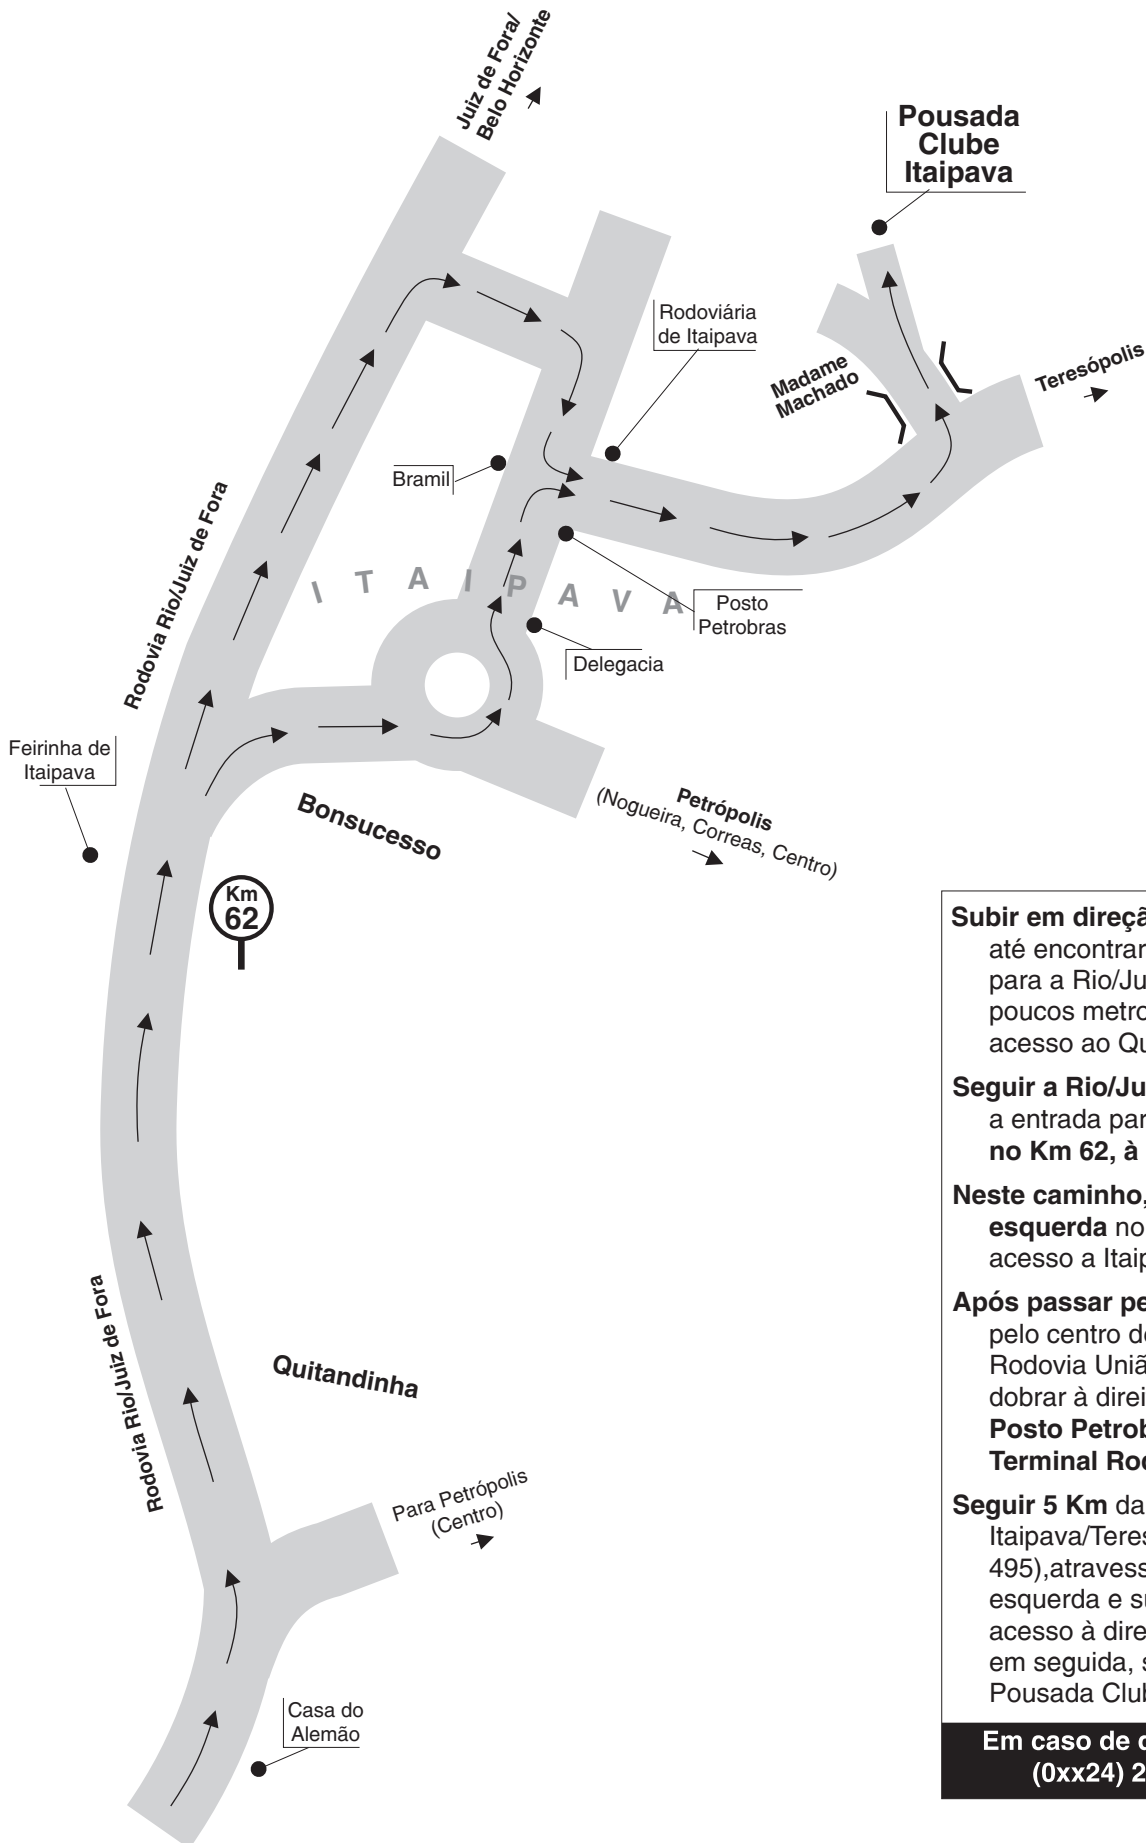 Juiz de Fora/
Belo Horizonte
Pousada
Clube
Itaipava
Rodoviária
de Itaipava
Madame
Machado
Teresópolis
Bramil
Rodovia Rio/Juiz de Fora
I T A I P A V A
Posto
Petrobras
Delegacia
Feirinha de
Itaipava
Bonsucesso
Petrópolis
(Nogueira, Correas, Centro)
Km
62
Rodovia Rio/Juiz de Fora
Quitandinha
Para Petrópolis
(Centro)
Casa do
Alemão
Subir em direçã
até encontrar
para a Rio/Ju
poucos metro
acesso ao Qu
Seguir a Rio/Ju
a entrada par
no Km 62, à
Neste caminho,
esquerda no
acesso a Itaip
Após passar pe
pelo centro de
Rodovia Uniã
dobrar à direi
Posto Petrob
Terminal Rod
Seguir 5 Km da
Itaipava/Teres
495),atravess
esquerda e su
acesso à dire
em seguida, s
Pousada Club
Em caso de d
(0xx24) 2